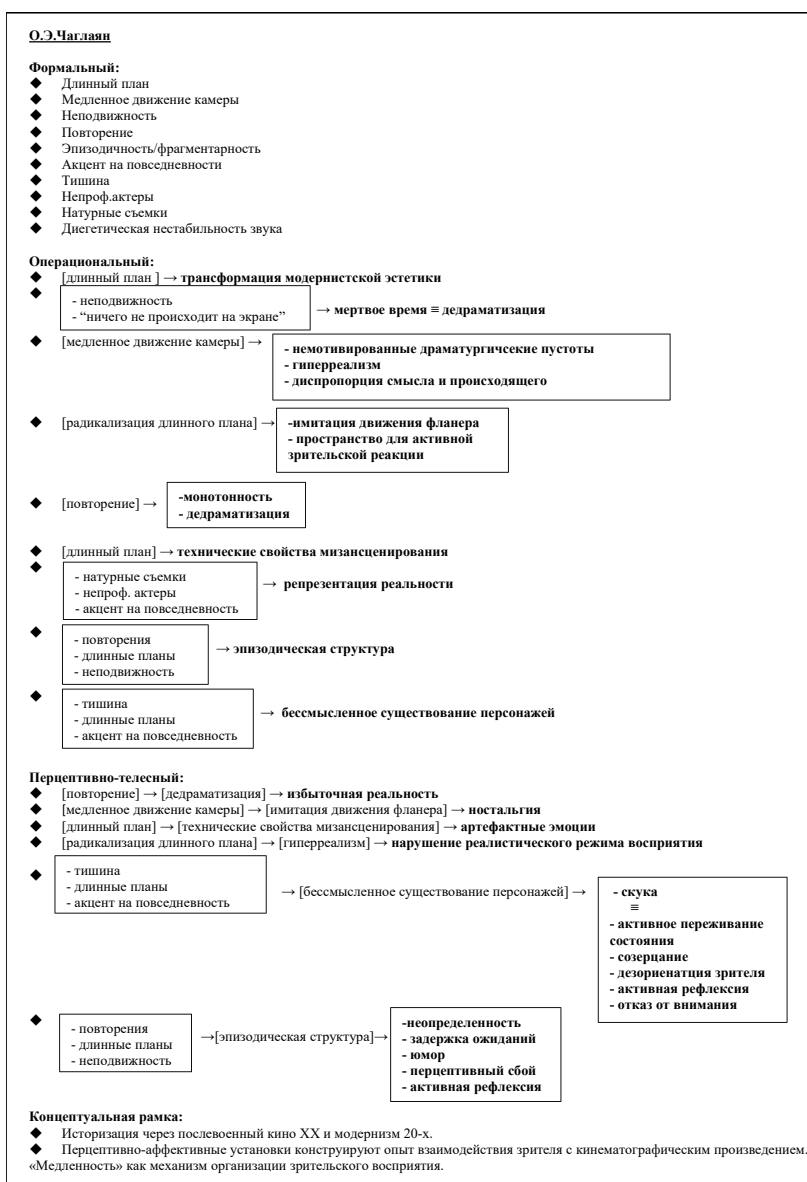 О.Э.Чаглаян
Формальный:
◆ Длинный план
◆ Медленное движение камеры
◆ Неподвижность
◆ Повторение
◆ Эпизодичность/фрагментарность
◆ Акцент на повседневности
◆ Тишина
◆ Непроф.актеры
◆ Натурные съемки
◆ Диегетическая нестабильность звука
Операциональный:
◆ [длинный план ] → трансформация модернистской эстетики
◆
- неподвижность
- “ничего не происходит на экране”
→ мертвое время ≡ дедраматизация
◆ [медленное движение камеры] →
- немотивированные драматургичсекие пустоты
- гиперреализм
- диспропорция смысла и происходящего
◆ [радикализация длинного плана] →
-имитация движения фланера
- пространство для активной
зрительской реакции
◆ [повторение] →
-монотонность
- дедраматизация
◆ [длинный план] → технические свойства мизансценирования
◆
- натурные съемки
- непроф. актеры
- акцент на повседневность
→ репрезентация реальности
◆
- повторения
- длинные планы
- неподвижность
→ эпизодическая структура
◆
- тишина
- длинные планы
- акцент на повседневность
→ бессмысленное существование персонажей
Перцептивно-телесный:
◆ [повторение] → [дедраматизация] → избыточная реальность
◆ [медленное движение камеры] → [имитация движения фланера] → ностальгия
◆ [длинный план] → [технические свойства мизансценирования] → артефактные эмоции
◆ [радикализация длинного плана] → [гиперреализм] → нарушение реалистического режима восприятия
◆
- тишина
- длинные планы
- акцент на повседневность
→ [бессмысленное существование персонажей] →
- скука
≡
- активное переживание
состояния
- созерцание
- дезориенатция зрителя
- активная рефлексия
- отказ от внимания
◆
- повторения
- длинные планы
- неподвижность
→[эпизодическая структура]→
-неопределенность
- задержка ожиданий
- юмор
- перцептивный сбой
- активная рефлексия
Концептуальная рамка:
◆ Историзация через послевоенный кино XX и модернизм 20-х.
◆ Перцептивно-аффективные установки конструируют опыт взаимодействия зрителя с кинематографическим произведением.
«Медленность» как механизм организации зрительского восприятия.